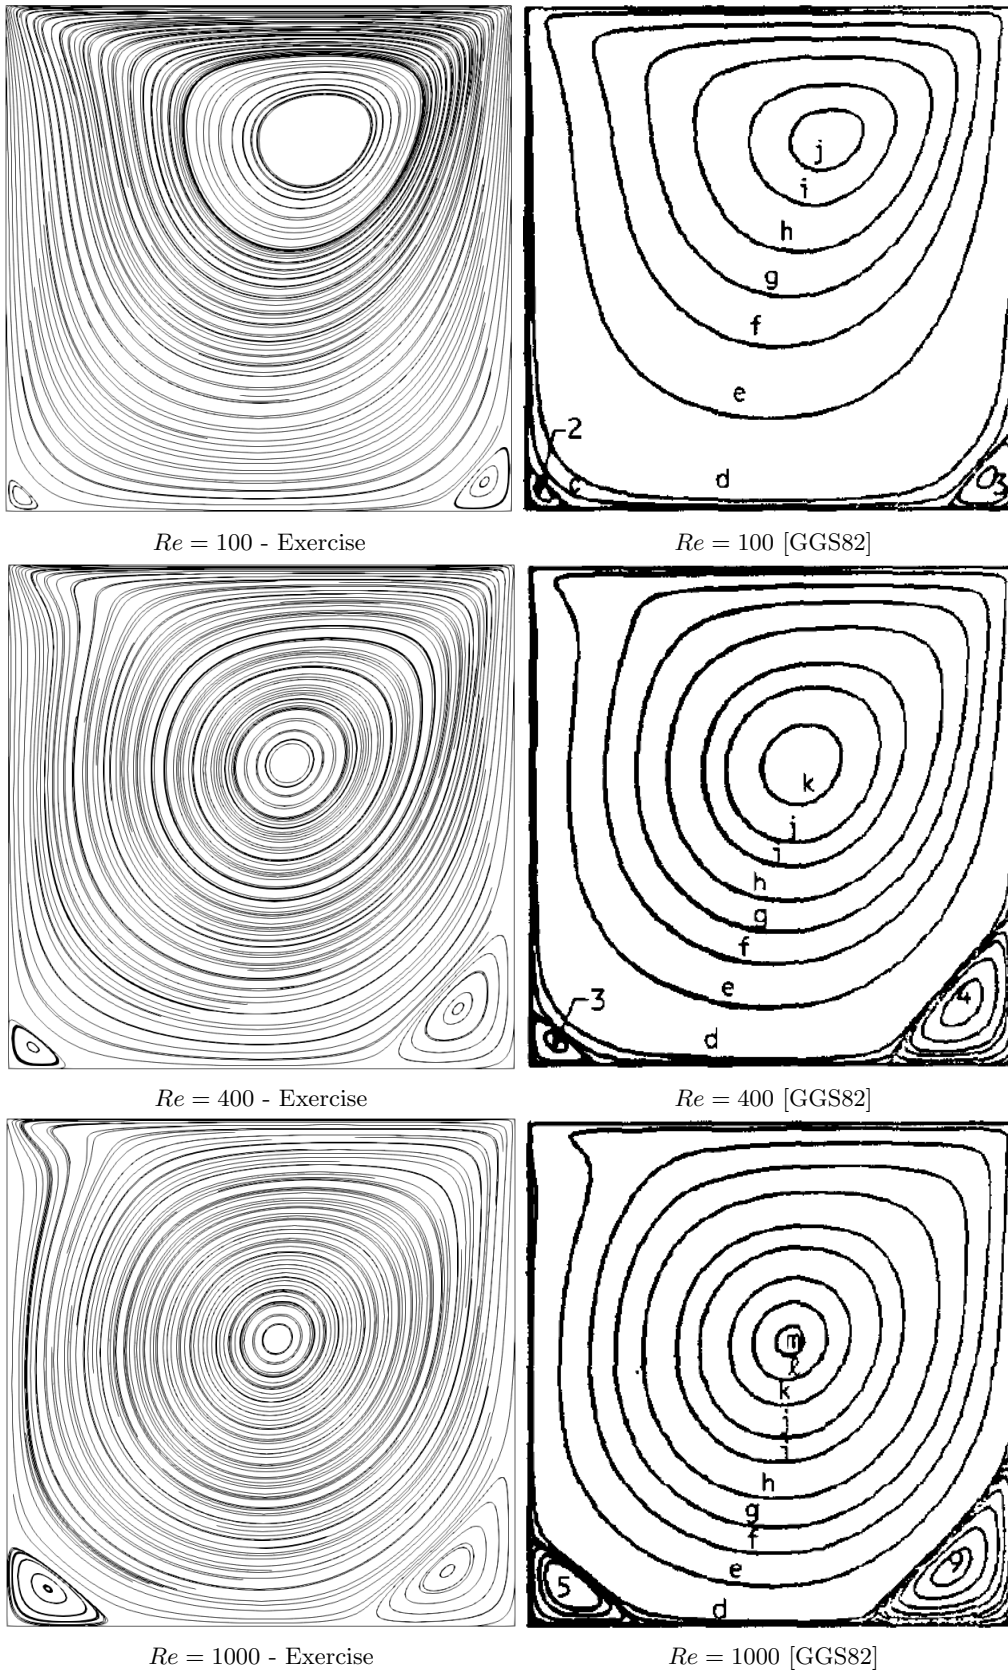 j
i
h
g
f
e
2
c
d
3
Re = 100 - Exercise
Re = 100 [GGS82]
k
j
i
h
g
f
e
4
3
d
Re = 400 - Exercise
Re = 400 [GGS82]
m
ℓ
k
j
i
h
g
f
e
9
5
d
Re = 1000 - Exercise
Re = 1000 [GGS82]